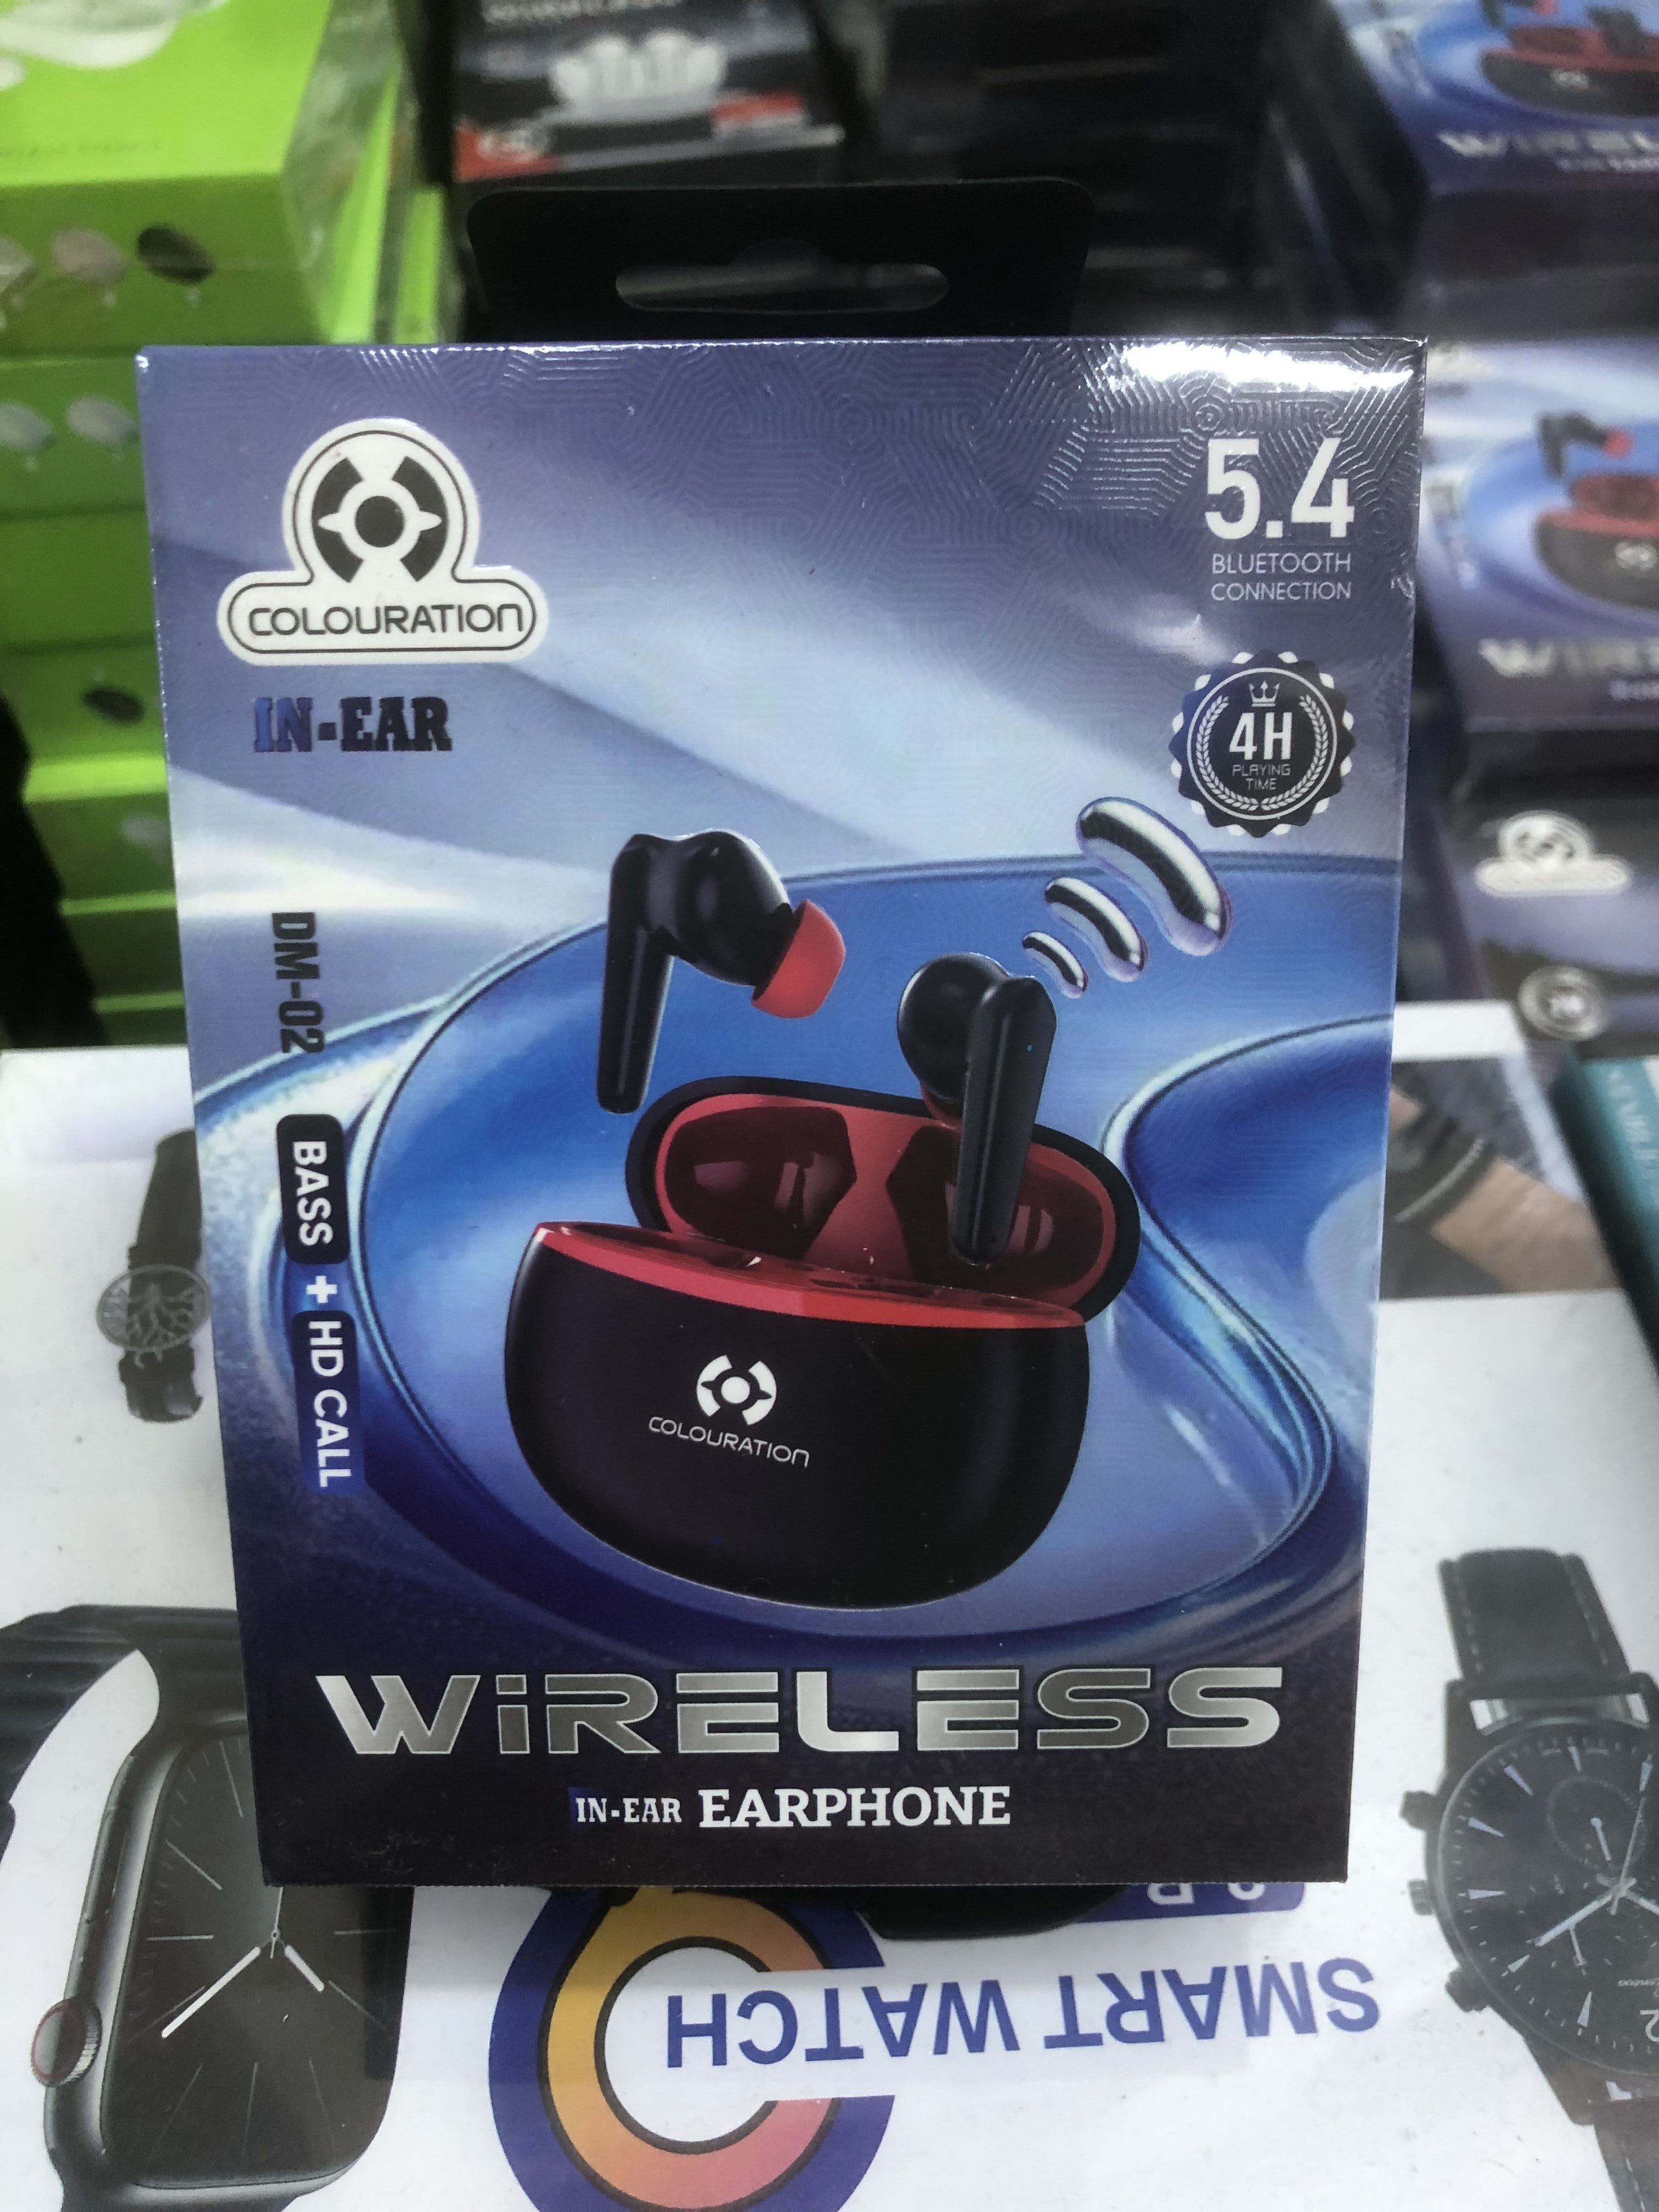 COLOURATION
IN-EAR
5.4
BLUETOOTH
CONNECTION
4H
PLAYING
TIME
DM-02
BASS + HD CALL
COLOURATION
WiRELESS
IN-EAR EARPHONE
SMART WATCH